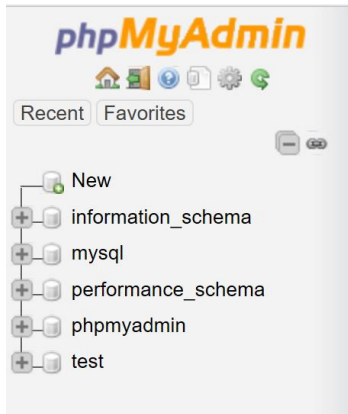 phpMyAdmin
Recent Favorites
New
information_schema
mysql
performance_schema
phpmyadmin
test